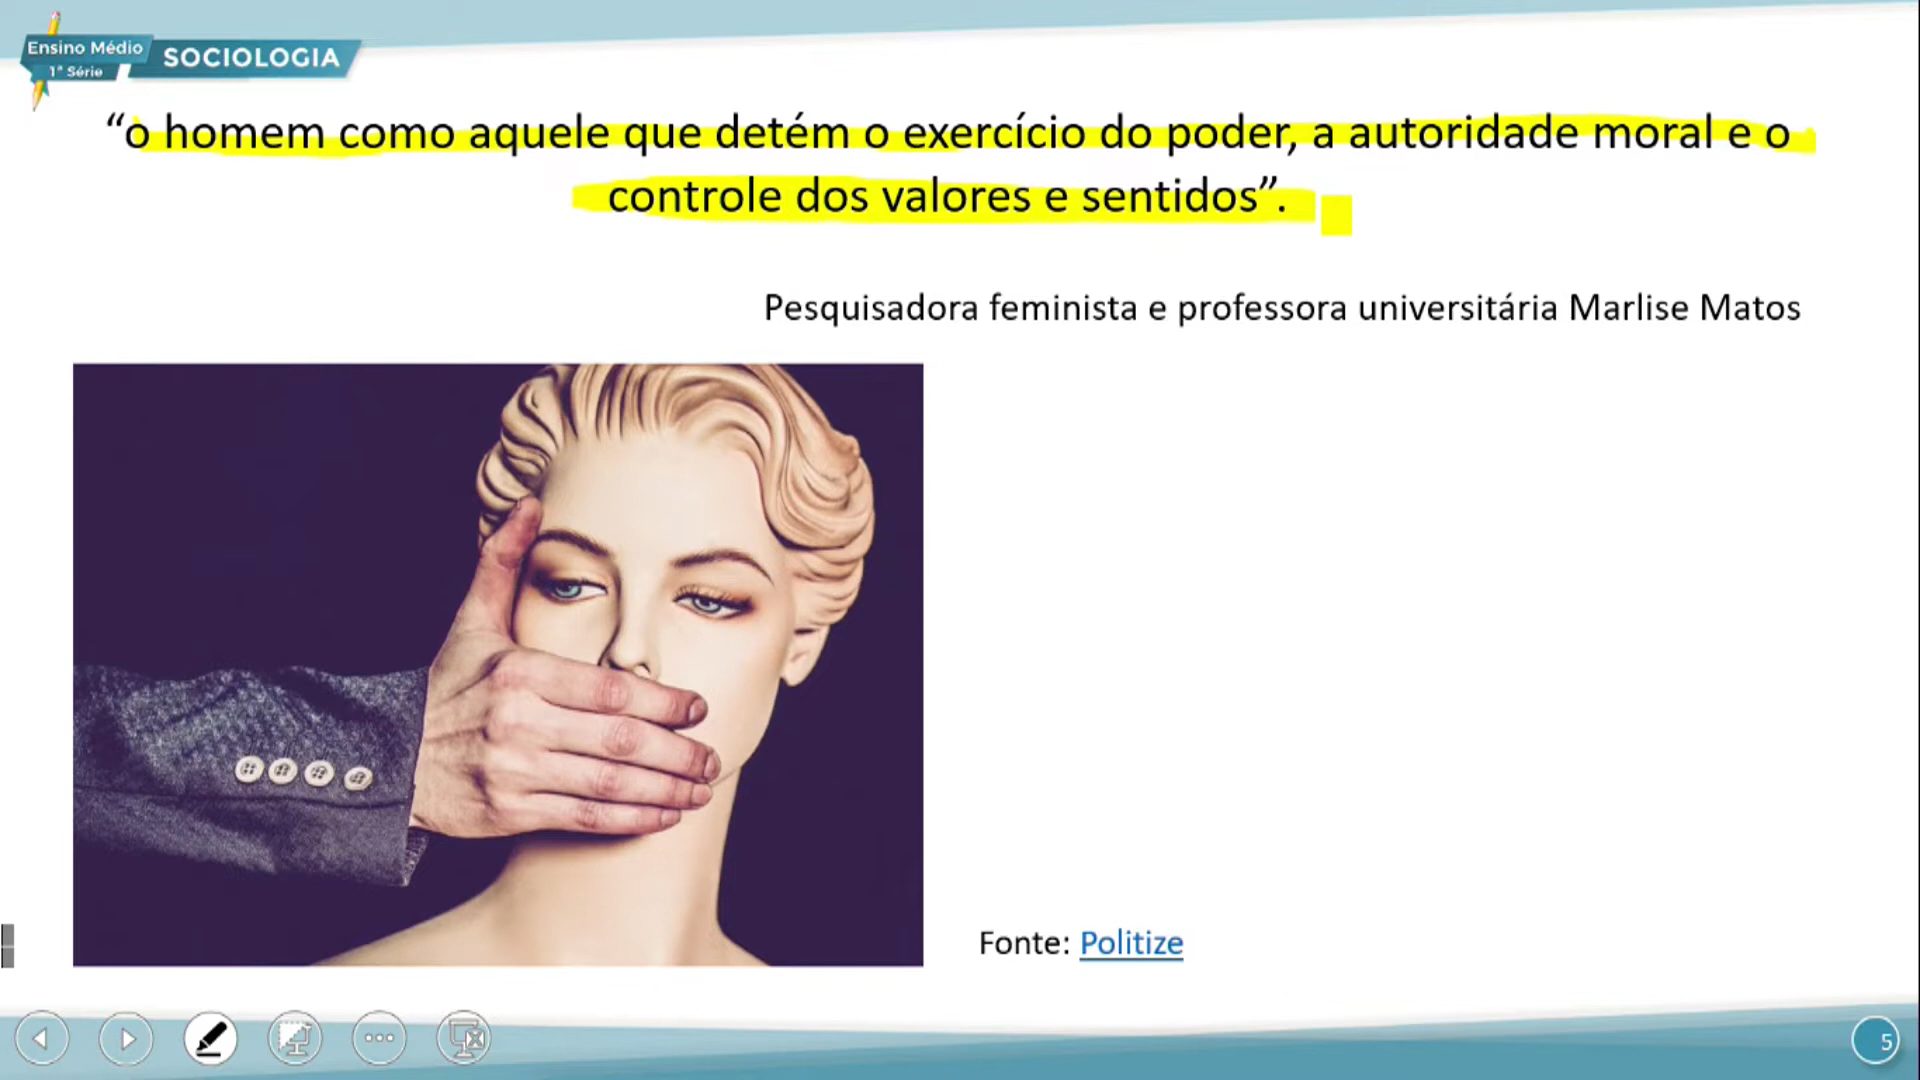 Ensino Médio
1ª Série
SOCIOLOGIA
“o homem como aquele que detém o exercício do poder, a autoridade moral e o
controle dos valores e sentidos”.
Pesquisadora feminista e professora universitária Marlise Matos
Fonte: Politize
5